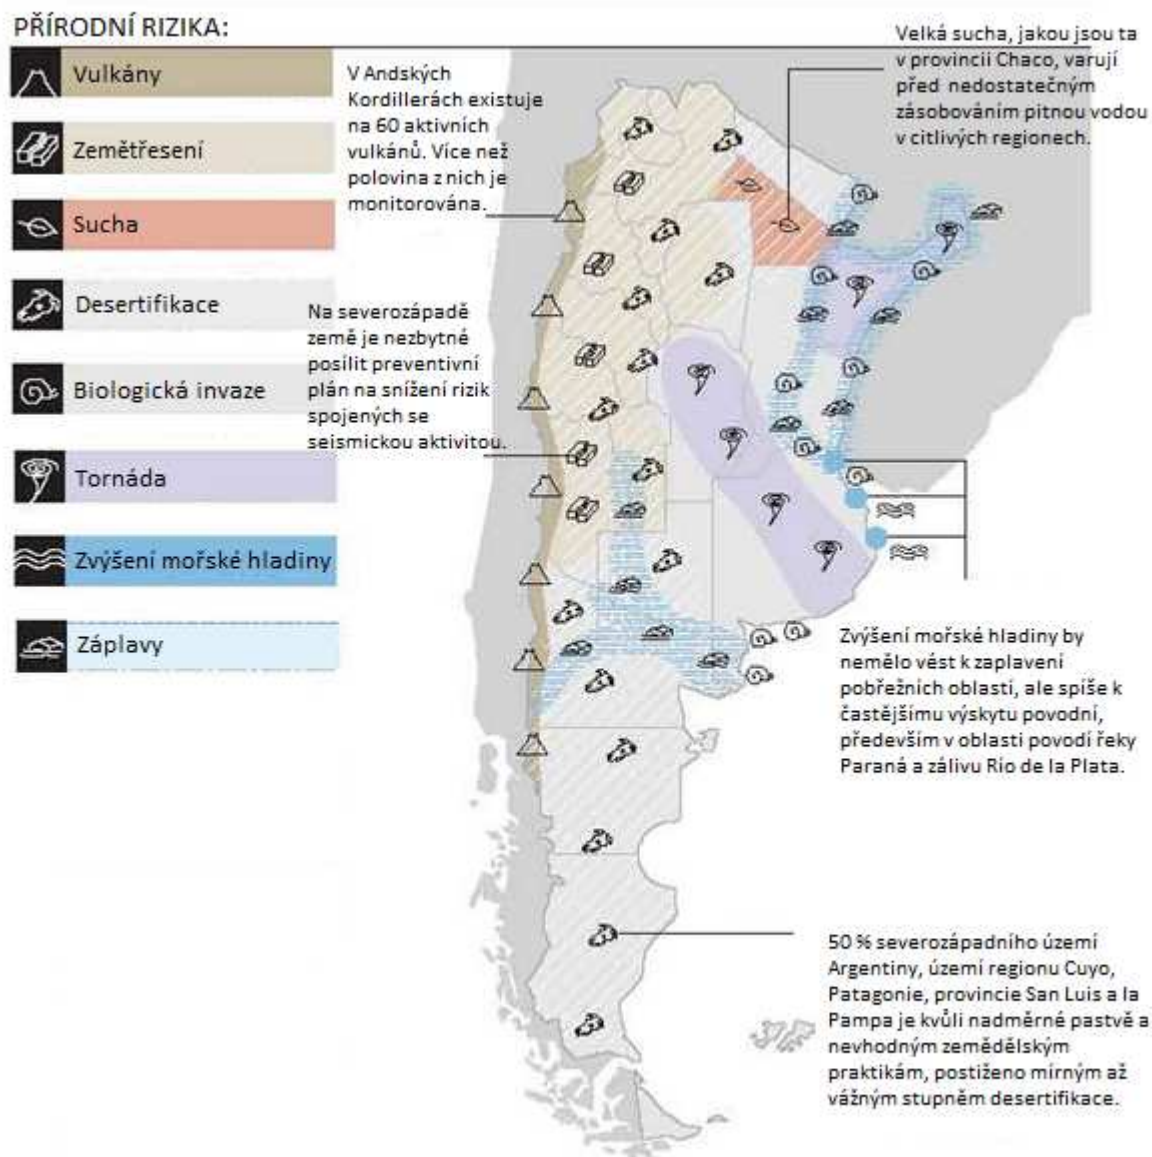 PŘÍRODNÍ RIZIKA:
Vulkány
Zemětřesení
Sucha
Desertifikace
Biologická invaze
Tornáda
Zvýšení mořské hladiny
Záplavy
V Andských
Kordillerách existuje
na 60 aktivních
vulkánů. Více než
polovina z nich je
monitorována.
Na severozápadě
země je nezbytné
posílit preventivní
plán na snížení rizik
spojených se
seismickou aktivitou.
Velká sucha, jakou jsou ta
v provincii Chaco, varují
před nedostatečným
zásobováním pitnou vodou
v citlivých regionech.
Zvýšení mořské hladiny by
nemělo vést k zaplavení
pobřežních oblastí, ale spíše k
častějšímu výskytu povodní,
především v oblasti povodí řeky
Paraná a zálivu Río de la Plata.
50 % severozápadního území
Argentiny, území regionu Cuyo,
Patagonie, provincie San Luis a la
Pampa je kvůli nadměrné pastvě a
nevhodným zemědělským
praktikám, postiženo mírným až
vážným stupněm desertifikace.